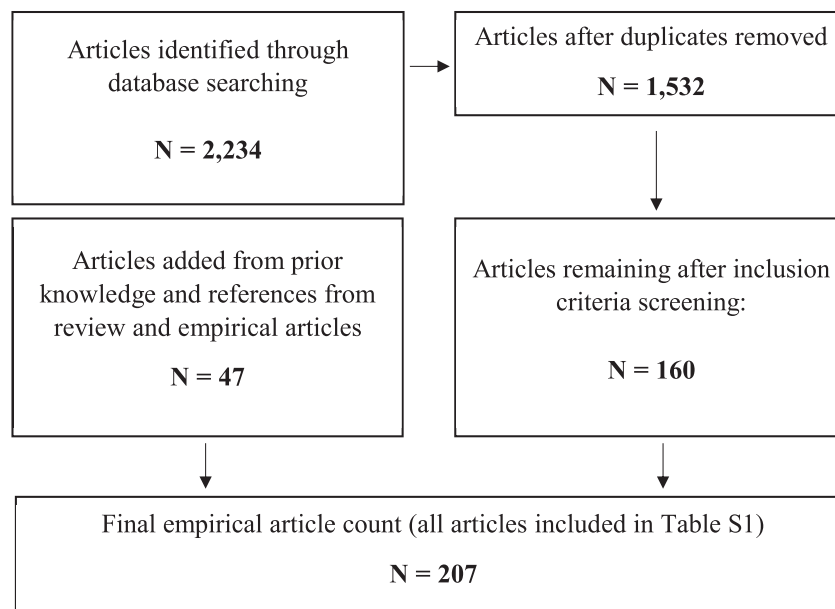 Articles identified through
database searching
N = 2,234
Articles after duplicates removed
N = 1,532
Articles added from prior
knowledge and references from
review and empirical articles
N = 47
Articles remaining after inclusion
criteria screening:
N = 160
Final empirical article count (all articles included in Table S1)
N = 207